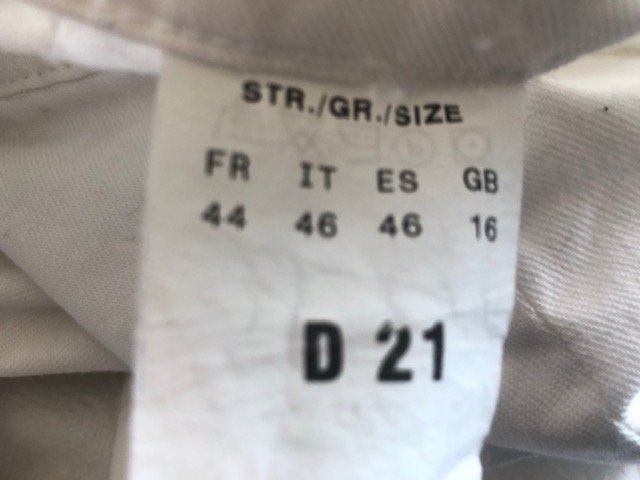 STR./GR./SIZE
FR IT ES GB
44 46 46 16
D 21